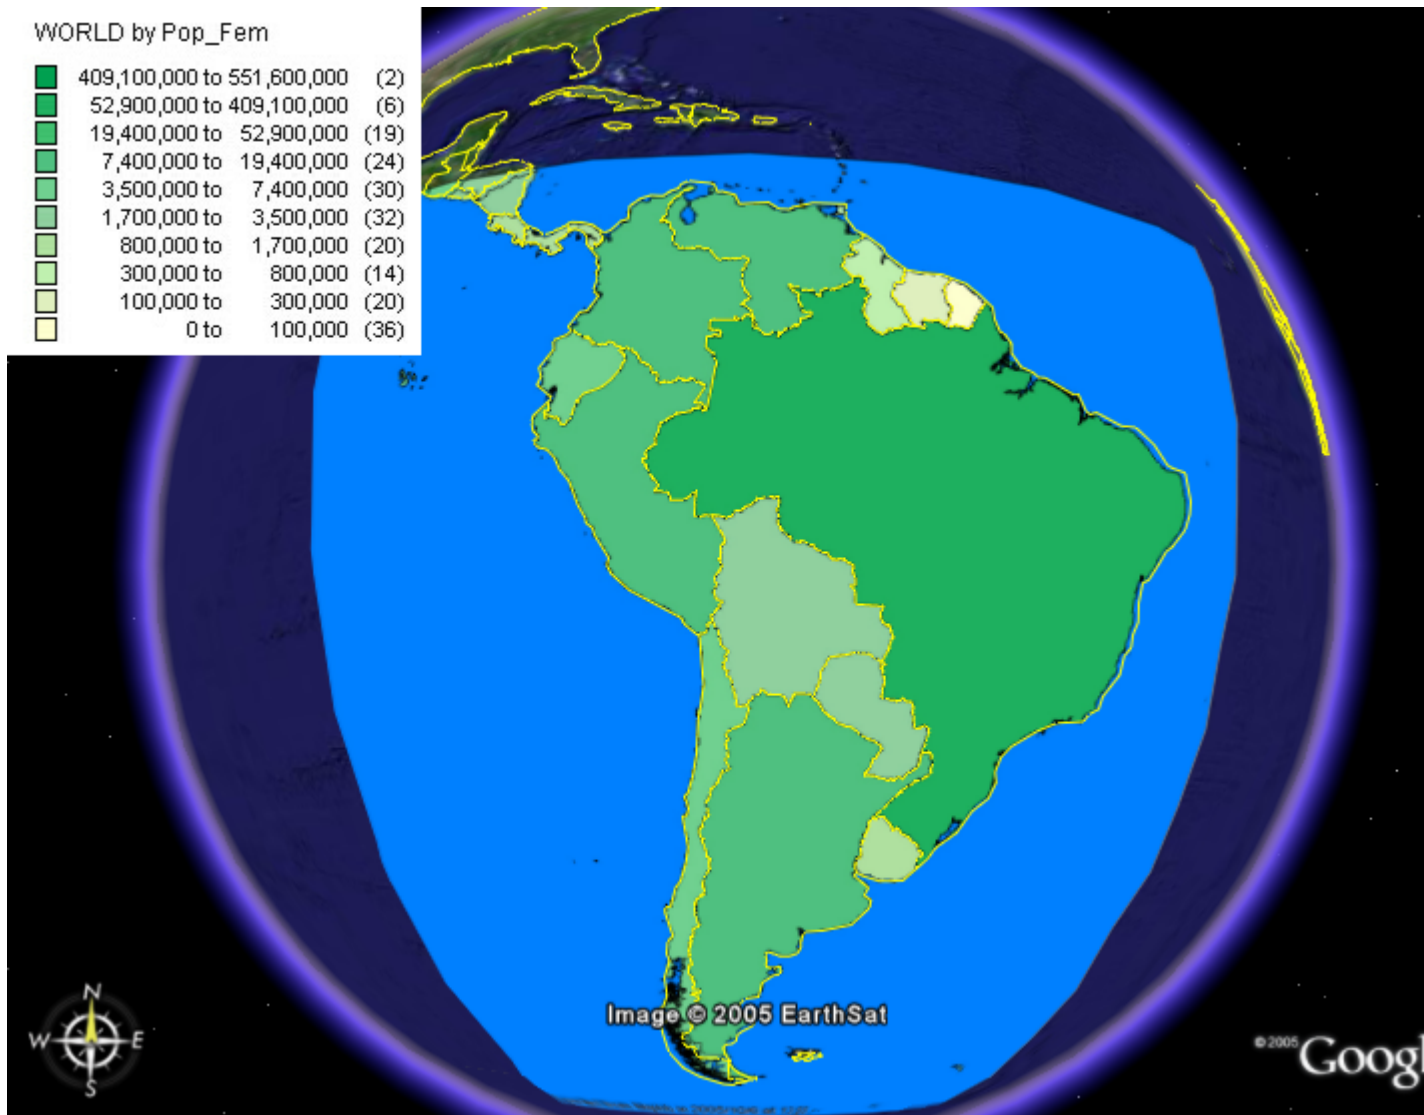 WORLD by Pop_Fem
409,100,000 to 551,600,000 (2)
52,900,000 to 409,100,000 (6)
19,400,000 to 52,900,000 (19)
7,400,000 to 19,400,000 (24)
3,500,000 to 7,400,000 (30)
1,700,000 to 3,500,000 (32)
800,000 to 1,700,000 (20)
300,000 to 800,000 (14)
100,000 to 300,000 (20)
0 to 100,000 (36)
N
W E
S
Image © 2005 EarthSat
© 2005 Googl